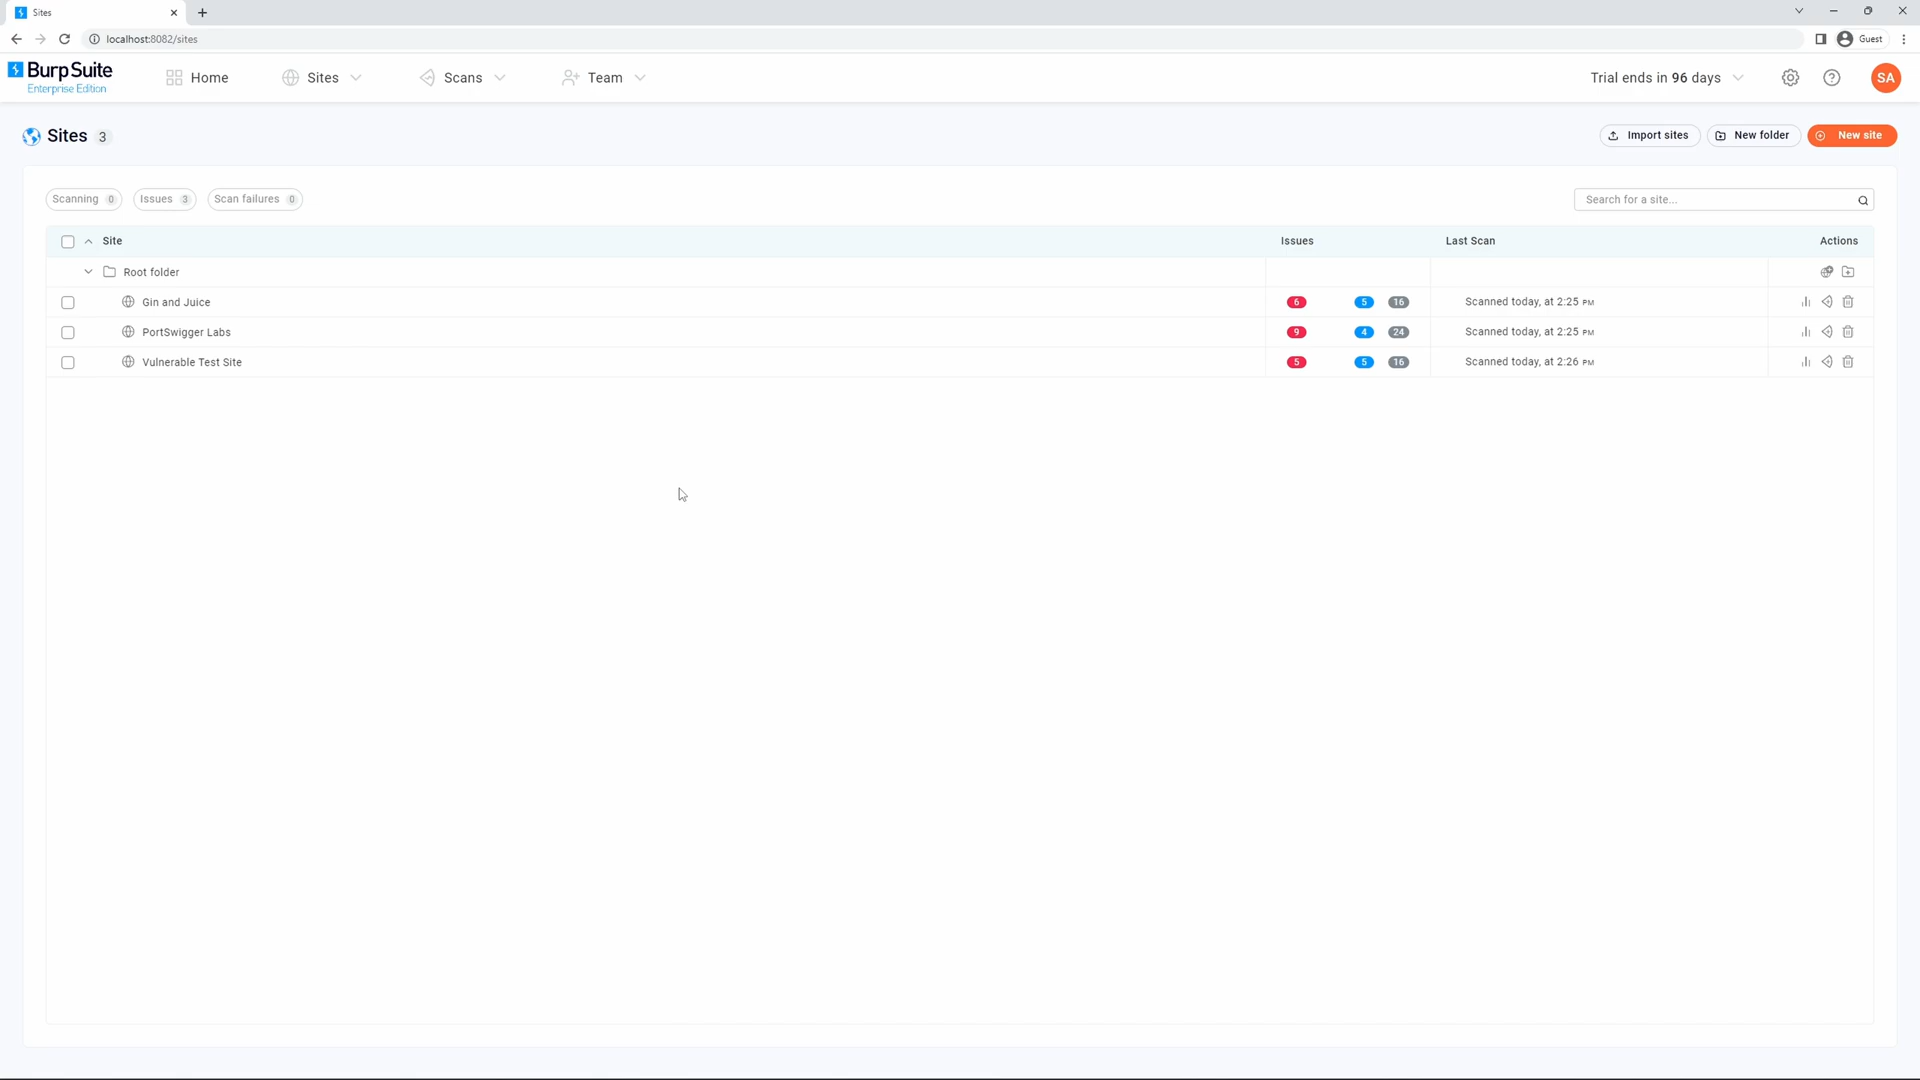 Sites
localhost:8082/sites
Guest
BurpSuite
Enterprise Edition
Home
Sites
Scans
Team
Trial ends in 96 days
SA
Sites 3
Import sites
New folder
New site
Scanning 0
Issues 3
Scan failures 0
Search for a site...
Site Issues Last Scan Actions
Root folder
Gin and Juice 6 5 16 Scanned today, at 2:25 PM
PortSwigger Labs 9 4 24 Scanned today, at 2:25 PM
Vulnerable Test Site 5 5 16 Scanned today, at 2:26 PM